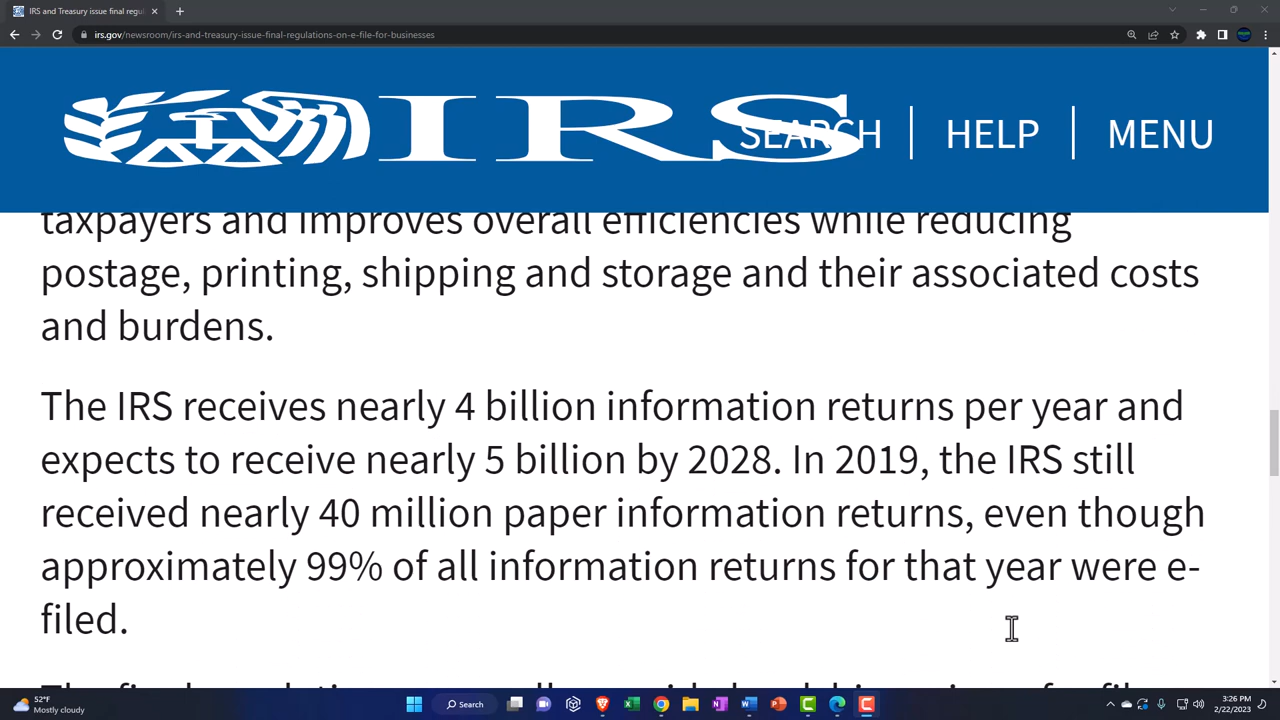 IRS and Treasury issue final regul
irs.gov/newsroom/irs-and-treasury-issue-final-regulations-on-e-file-for-businesses
IRS
SEARCH
HELP
MENU
taxpayers and improves overall efficiencies while reducing
postage, printing, shipping and storage and their associated costs
and burdens.
The IRS receives nearly 4 billion information returns per year and
expects to receive nearly 5 billion by 2028. In 2019, the IRS still
received nearly 40 million paper information returns, even though
approximately 99% of all information returns for that year were e-
filed.
52°F
Mostly cloudy
Search
3:26 PM
2/22/2023